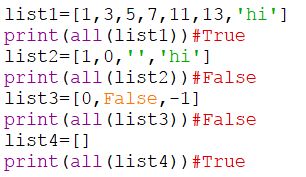 list1=[1,3,5,7,11,13,'hi']
print(all(list1))#True
list2=[1,0,'','hi']
print(all(list2))#False
list3=[0,False,-1]
print(all(list3))#False
list4=[]
print(all(list4))#True